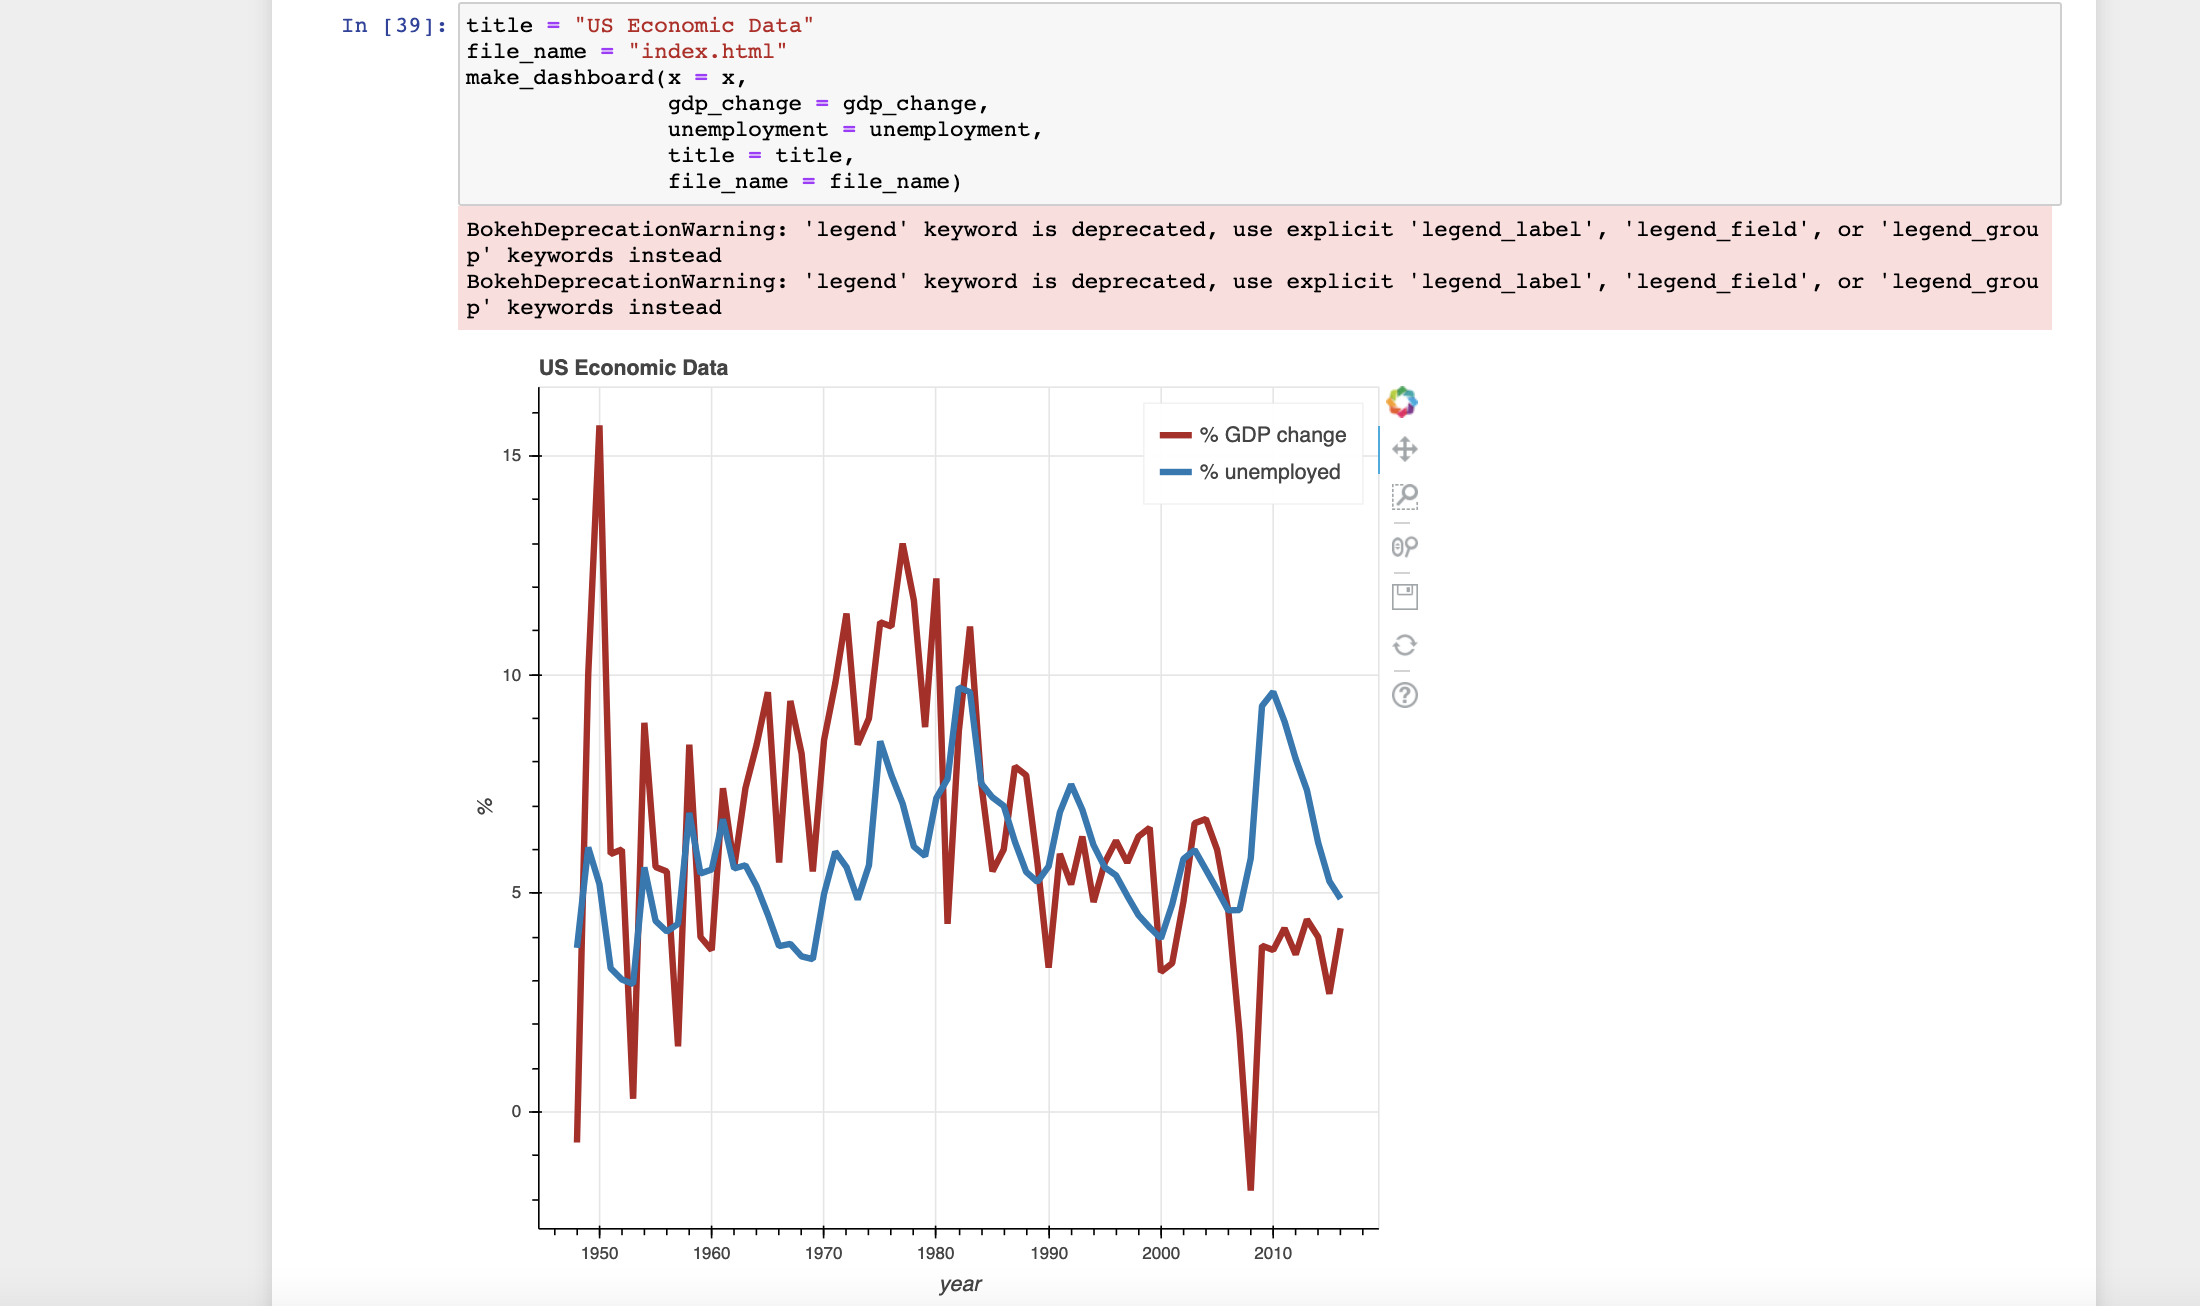 In [39]:
title = "US Economic Data"
file_name = "index.html"
make_dashboard(x = x,
               gdp_change = gdp_change,
               unemployment = unemployment,
               title = title,
               file_name = file_name)
BokehDeprecationWarning: 'legend' keyword is deprecated, use explicit 'legend_label', 'legend_field', or 'legend_grou
p' keywords instead
BokehDeprecationWarning: 'legend' keyword is deprecated, use explicit 'legend_label', 'legend_field', or 'legend_grou
p' keywords instead
US Economic Data
% GDP change
% unemployed
15
10
5
0
%
1950 1960 1970 1980 1990 2000 2010
year